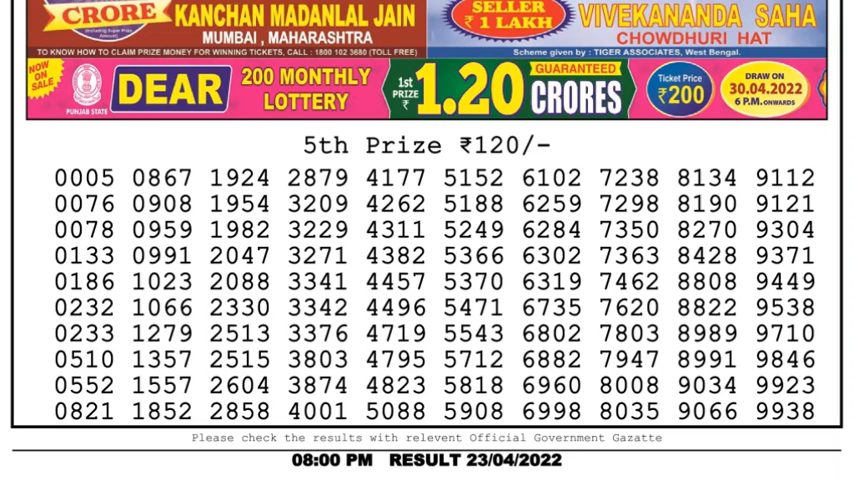 CRORE
KANCHAN MADANLAL JAIN
MUMBAI, MAHARASHTRA
TO KNOW HOW TO CLAIM PRIZE MONEY FOR WINNING TICKETS, CALL : 1800 102 3680 (TOLL FREE)
SELLER
₹ 1 LAKH
VIVEKANANDA SAHA
CHOWDHURI HAT
Scheme given by : TIGER ASSOCIATES, West Bengal.
NOW
ON
SALE
PUNJAB STATE
DEAR
200 MONTHLY
LOTTERY
1st
PRIZE
₹
1.20
GUARANTEED
CRORES
Ticket Price
₹200
DRAW ON
30.04.2022
6 P.M. ONWARDS
5th Prize ₹120/-
0005 0867 1924 2879 4177 5152 6102 7238 8134 9112
0076 0908 1954 3209 4262 5188 6259 7298 8190 9121
0078 0959 1982 3229 4311 5249 6284 7350 8270 9304
0133 0991 2047 3271 4382 5366 6302 7363 8428 9371
0186 1023 2088 3341 4457 5370 6319 7462 8808 9449
0232 1066 2330 3342 4496 5471 6735 7620 8822 9538
0233 1279 2513 3376 4719 5543 6802 7803 8989 9710
0510 1357 2515 3803 4795 5712 6882 7947 8991 9846
0552 1557 2604 3874 4823 5818 6960 8008 9034 9923
0821 1852 2858 4001 5088 5908 6998 8035 9066 9938
Please check the results with relevent Official Government Gazatte
08:00 PM RESULT 23/04/2022